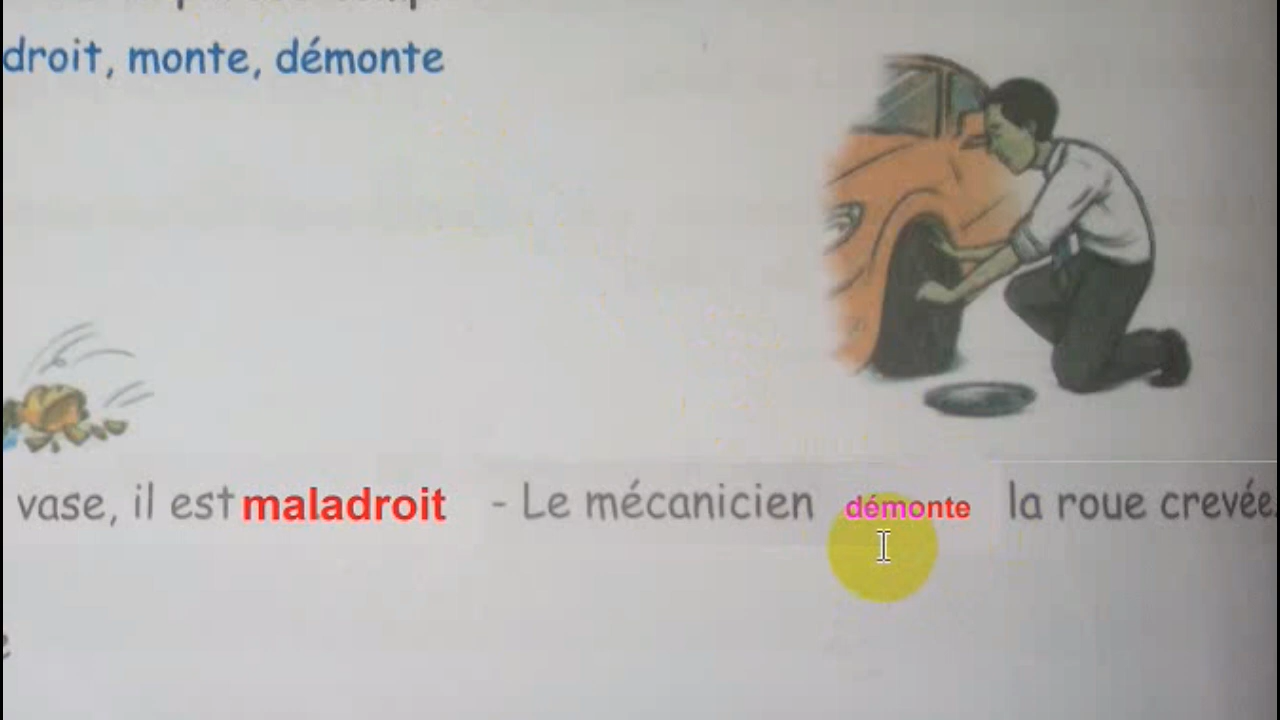 droit, monte, démonte
vase, il est maladroit - Le mécanicien démonte la roue crevée